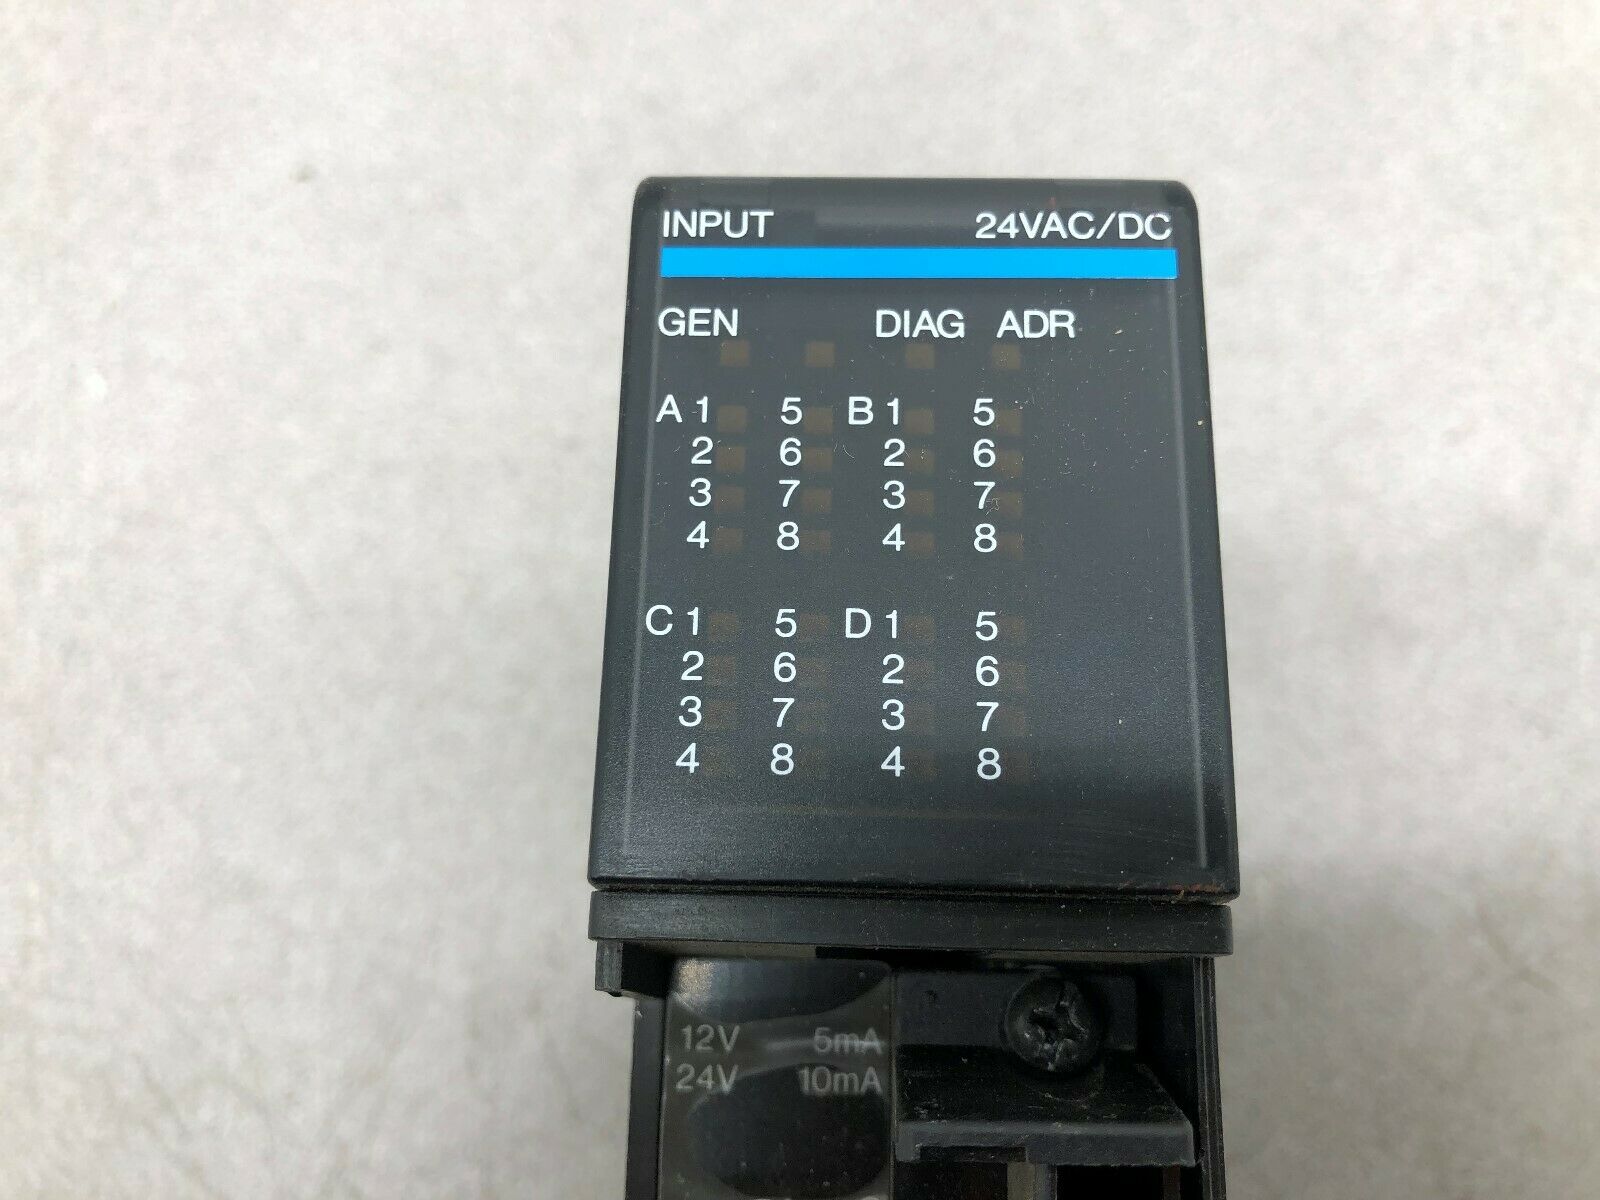 INPUT 24VAC/DC
GEN DIAG ADR
A 1 5 B 1 5
2 6 2 6
3 7 3 7
4 8 4 8
C 1 5 D 1 5
2 6 2 6
3 7 3 7
4 8 4 8
12V 5mA
24V 10mA